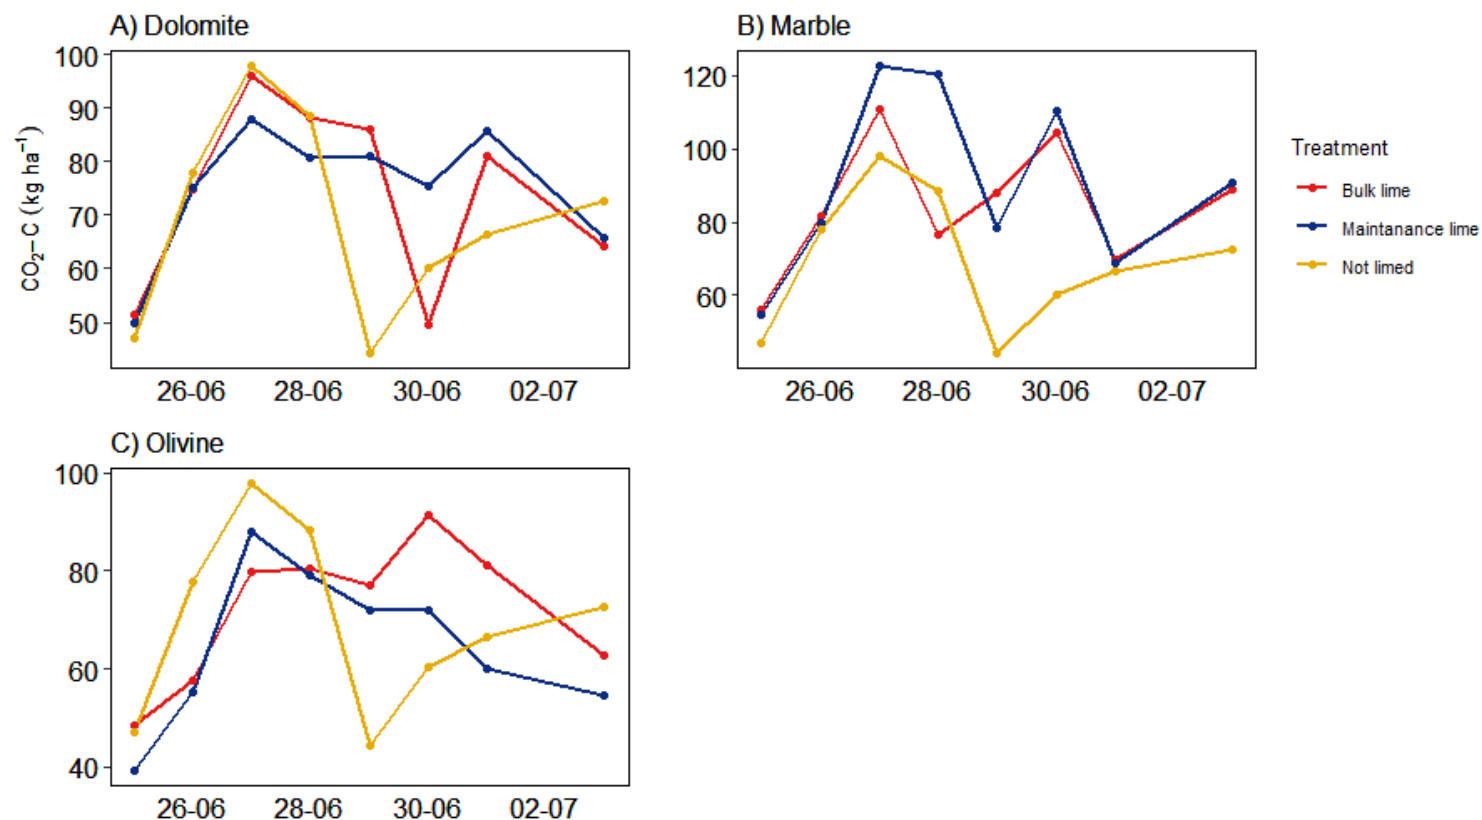 A) Dolomite
100
90
80
70
60
50
CO₂−C (kg ha⁻¹)
26-06 28-06 30-06 02-07
B) Marble
120
100
80
60
26-06 28-06 30-06 02-07
Treatment
Bulk lime
Maintanance lime
Not limed
C) Olivine
100
80
60
40
26-06 28-06 30-06 02-07